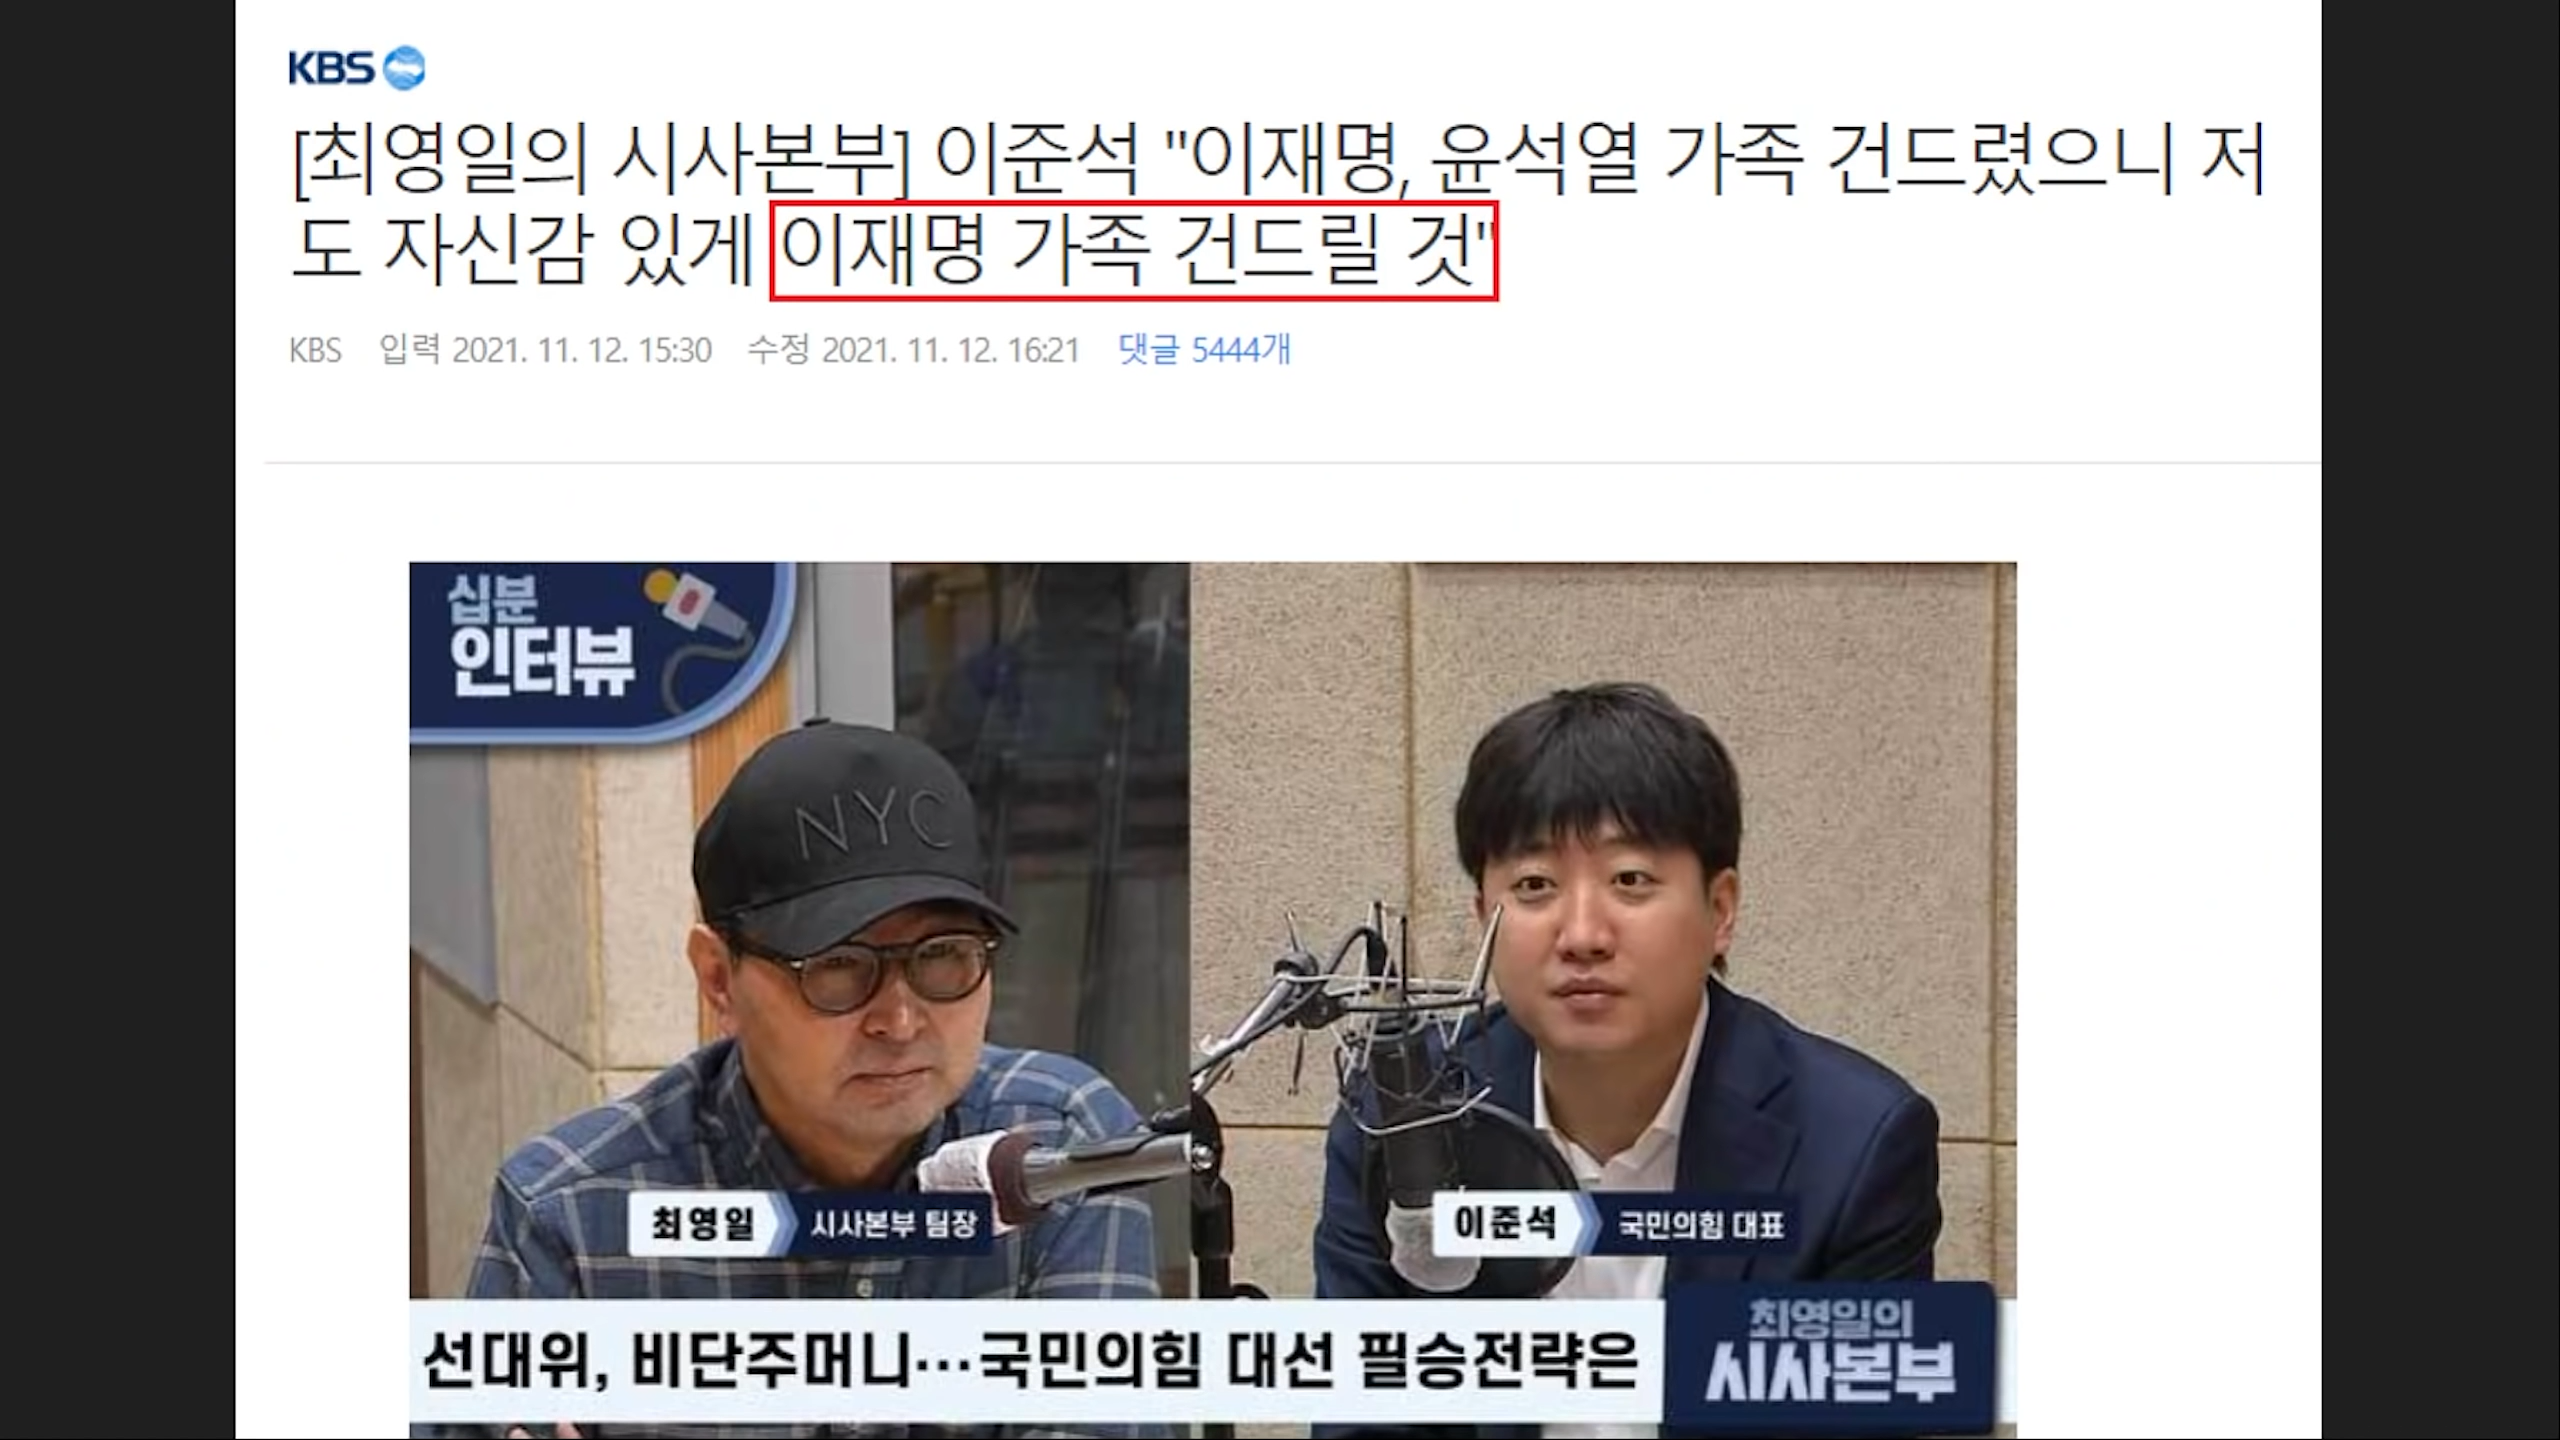 KBS
[최영일의 시사본부] 이준석 "이재명, 윤석열 가족 건드렸으니 저
도 자신감 있게 이재명 가족 건드릴 것"
KBS 입력 2021. 11. 12. 15:30 수정 2021. 11. 12. 16:21 댓글 5444개
십분
인터뷰
NYC
최영일 시사본부 팀장
이준석 국민의힘 대표
선대위, 비단주머니···국민의힘 대선 필승전략은
최영일의
시사본부